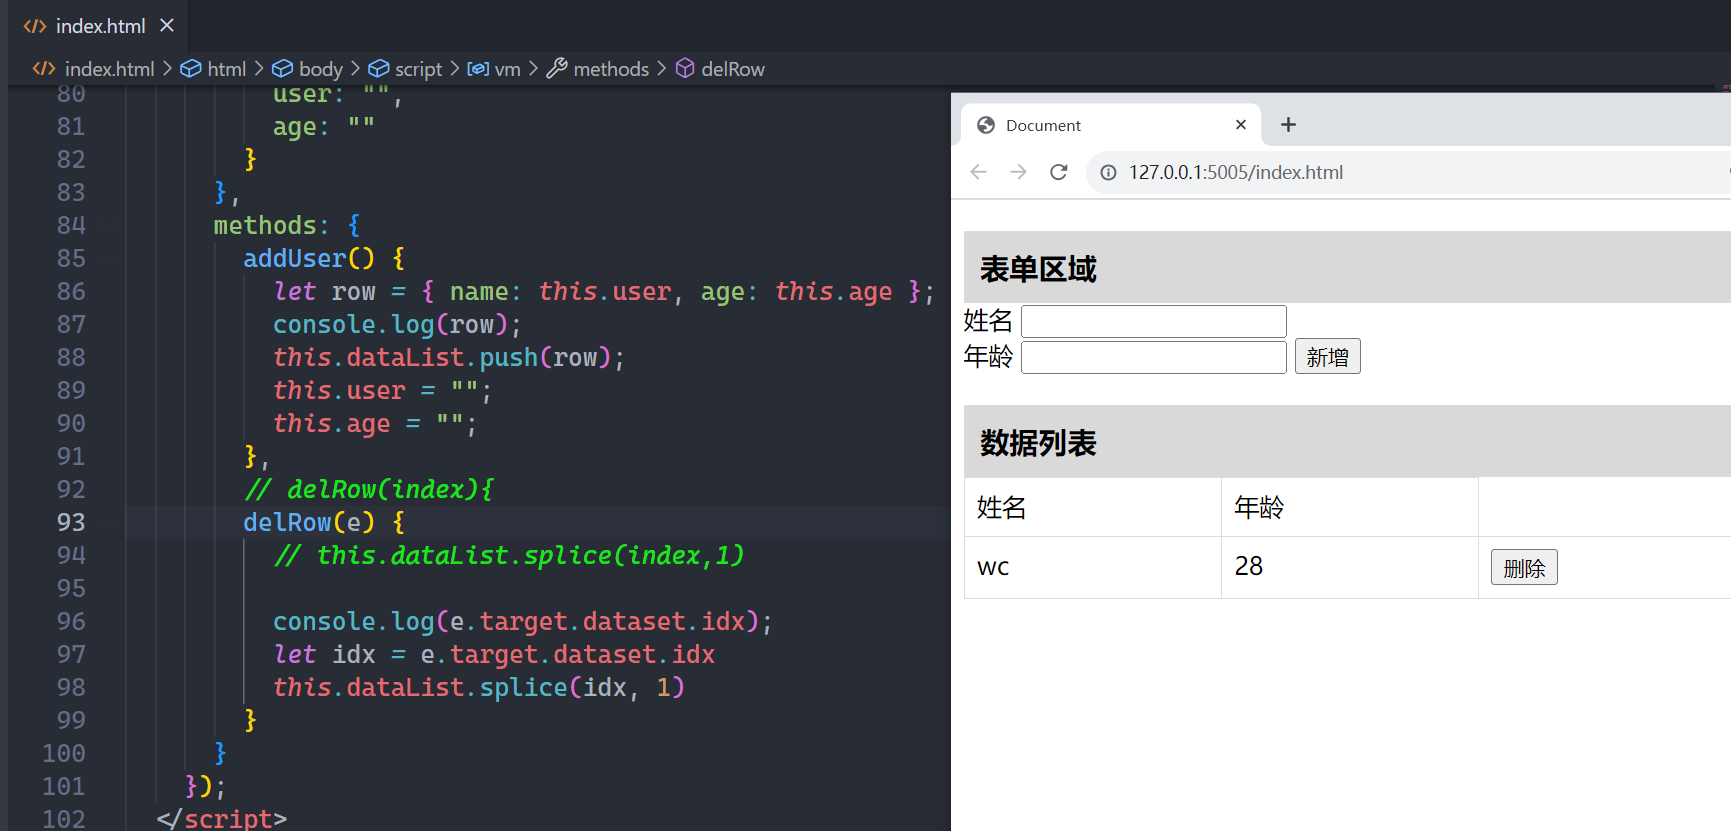 index.html
index.html > html > body > script > vm > methods > delRow
80 user: "",
81 age: ""
82 }
83 },
84 methods: {
85 addUser() {
86 let row = { name: this.user, age: this.age };
87 console.log(row);
88 this.dataList.push(row);
89 this.user = "";
90 this.age = "";
91 },
92 // delRow(index){
93 delRow(e) {
94 // this.dataList.splice(index,1)
95
96 console.log(e.target.dataset.idx);
97 let idx = e.target.dataset.idx
98 this.dataList.splice(idx, 1)
99 }
100 }
101 });
102 </script>
Document
127.0.0.1:5005/index.html
表单区域
姓名
年龄 新增
数据列表
姓名 年龄
wc 28 删除